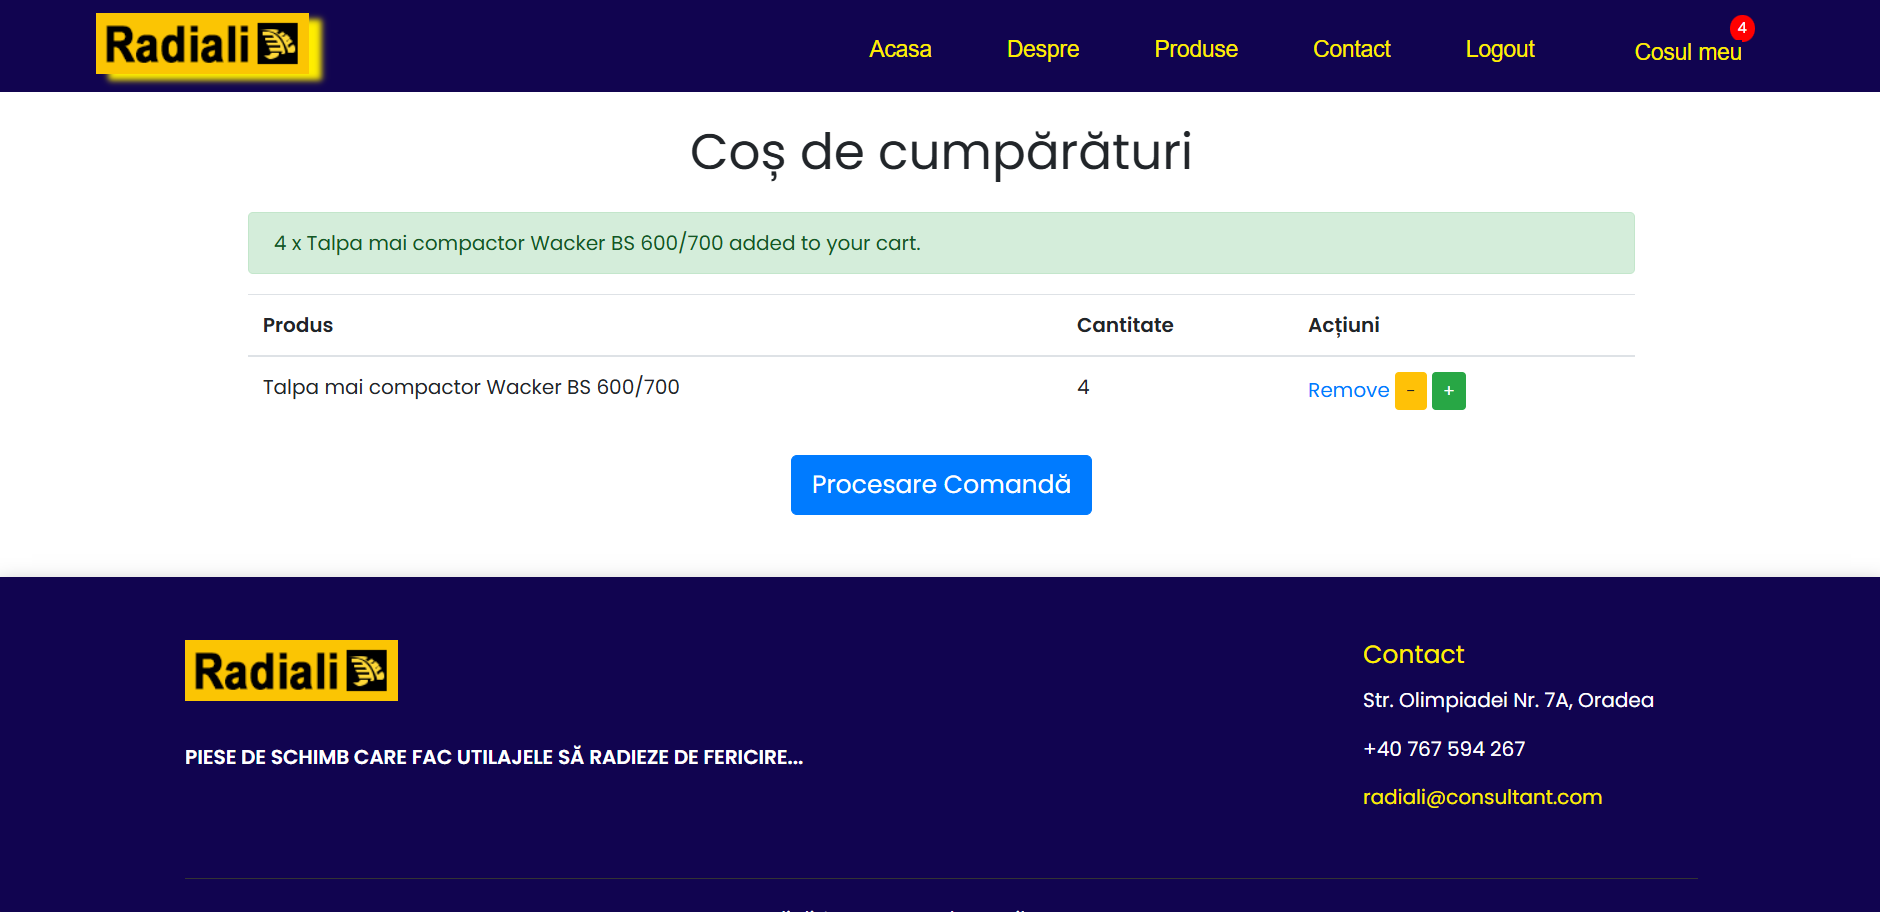 Radiali
Acasa Despre Produse Contact Logout Cosul meu 4
Coș de cumpărături
4 x Talpa mai compactor Wacker BS 600/700 added to your cart.
Produs Cantitate Acțiuni
Talpa mai compactor Wacker BS 600/700 4 Remove - +
Procesare Comandă
Radiali
PIESE DE SCHIMB CARE FAC UTILAJELE SĂ RADIEZE DE FERICIRE...
Contact
Str. Olimpiadei Nr. 7A, Oradea
+40 767 594 267
radiali@consultant.com